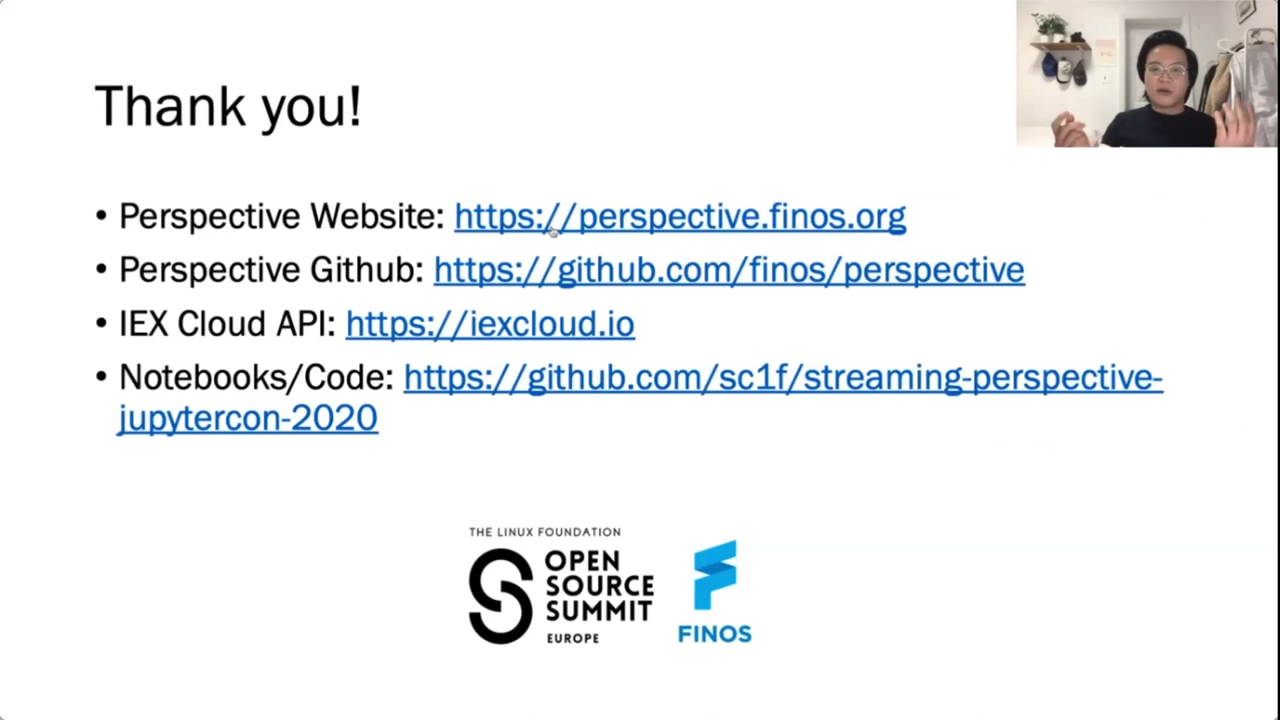 Thank you!
• Perspective Website: https://perspective.finos.org
• Perspective Github: https://github.com/finos/perspective
• IEX Cloud API: https://iexcloud.io
• Notebooks/Code: https://github.com/sc1f/streaming-perspective-
jupytercon-2020
THE LINUX FOUNDATION
OPEN
SOURCE
SUMMIT
EUROPE
FINOS